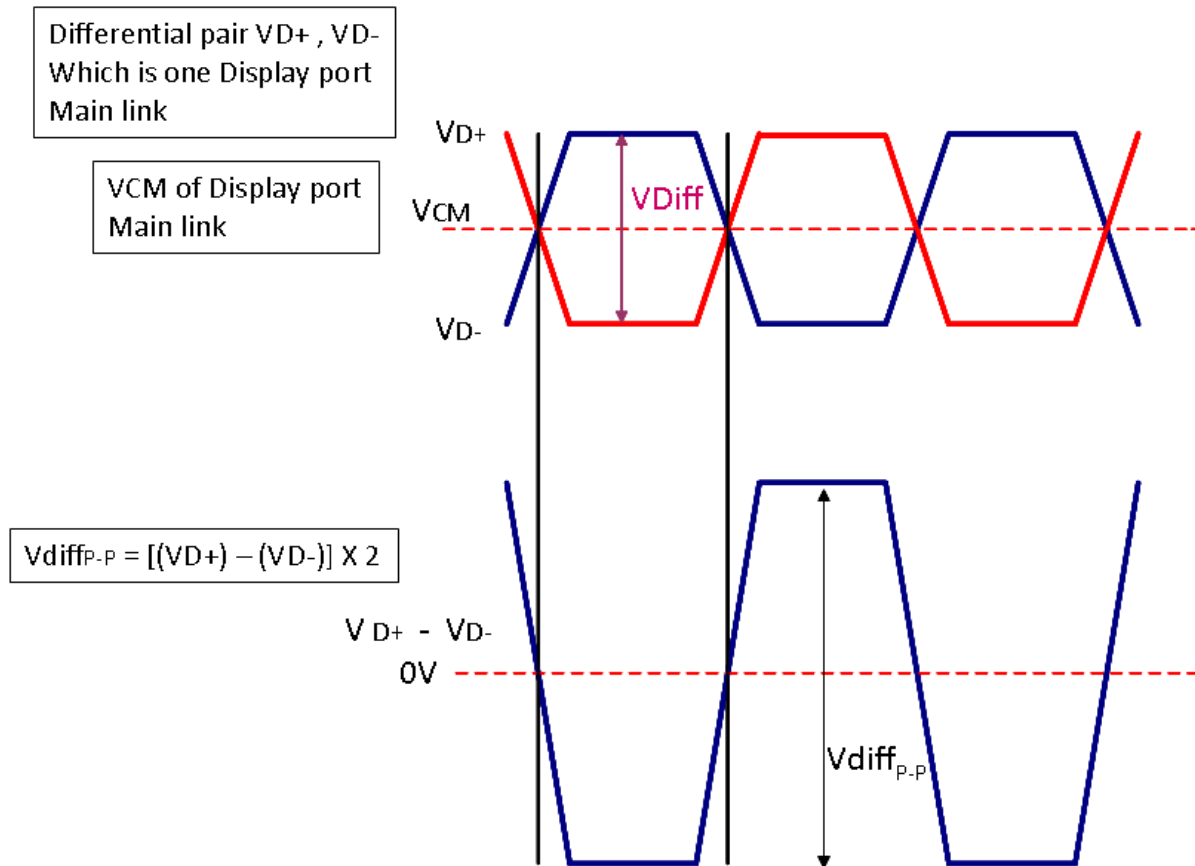 Differential pair VD+ , VD-
Which is one Display port
Main link
VCM of Display port
Main link
VD+
VDiff
VCM
VD-
VdiffP-P = [(VD+) – (VD-)] X 2
V D+ - VD-
0V
VdiffP-P